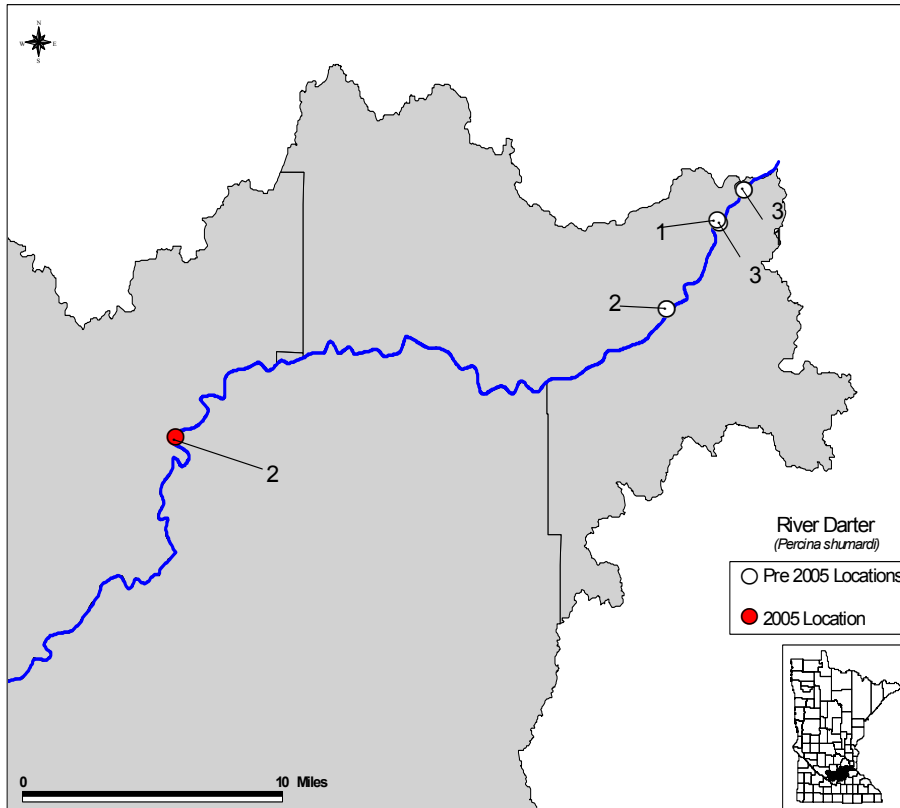 N
W E
S
3
1
3
2
2
River Darter
(Percina shumardi)
Pre 2005 Locations
2005 Location
0 10 Miles